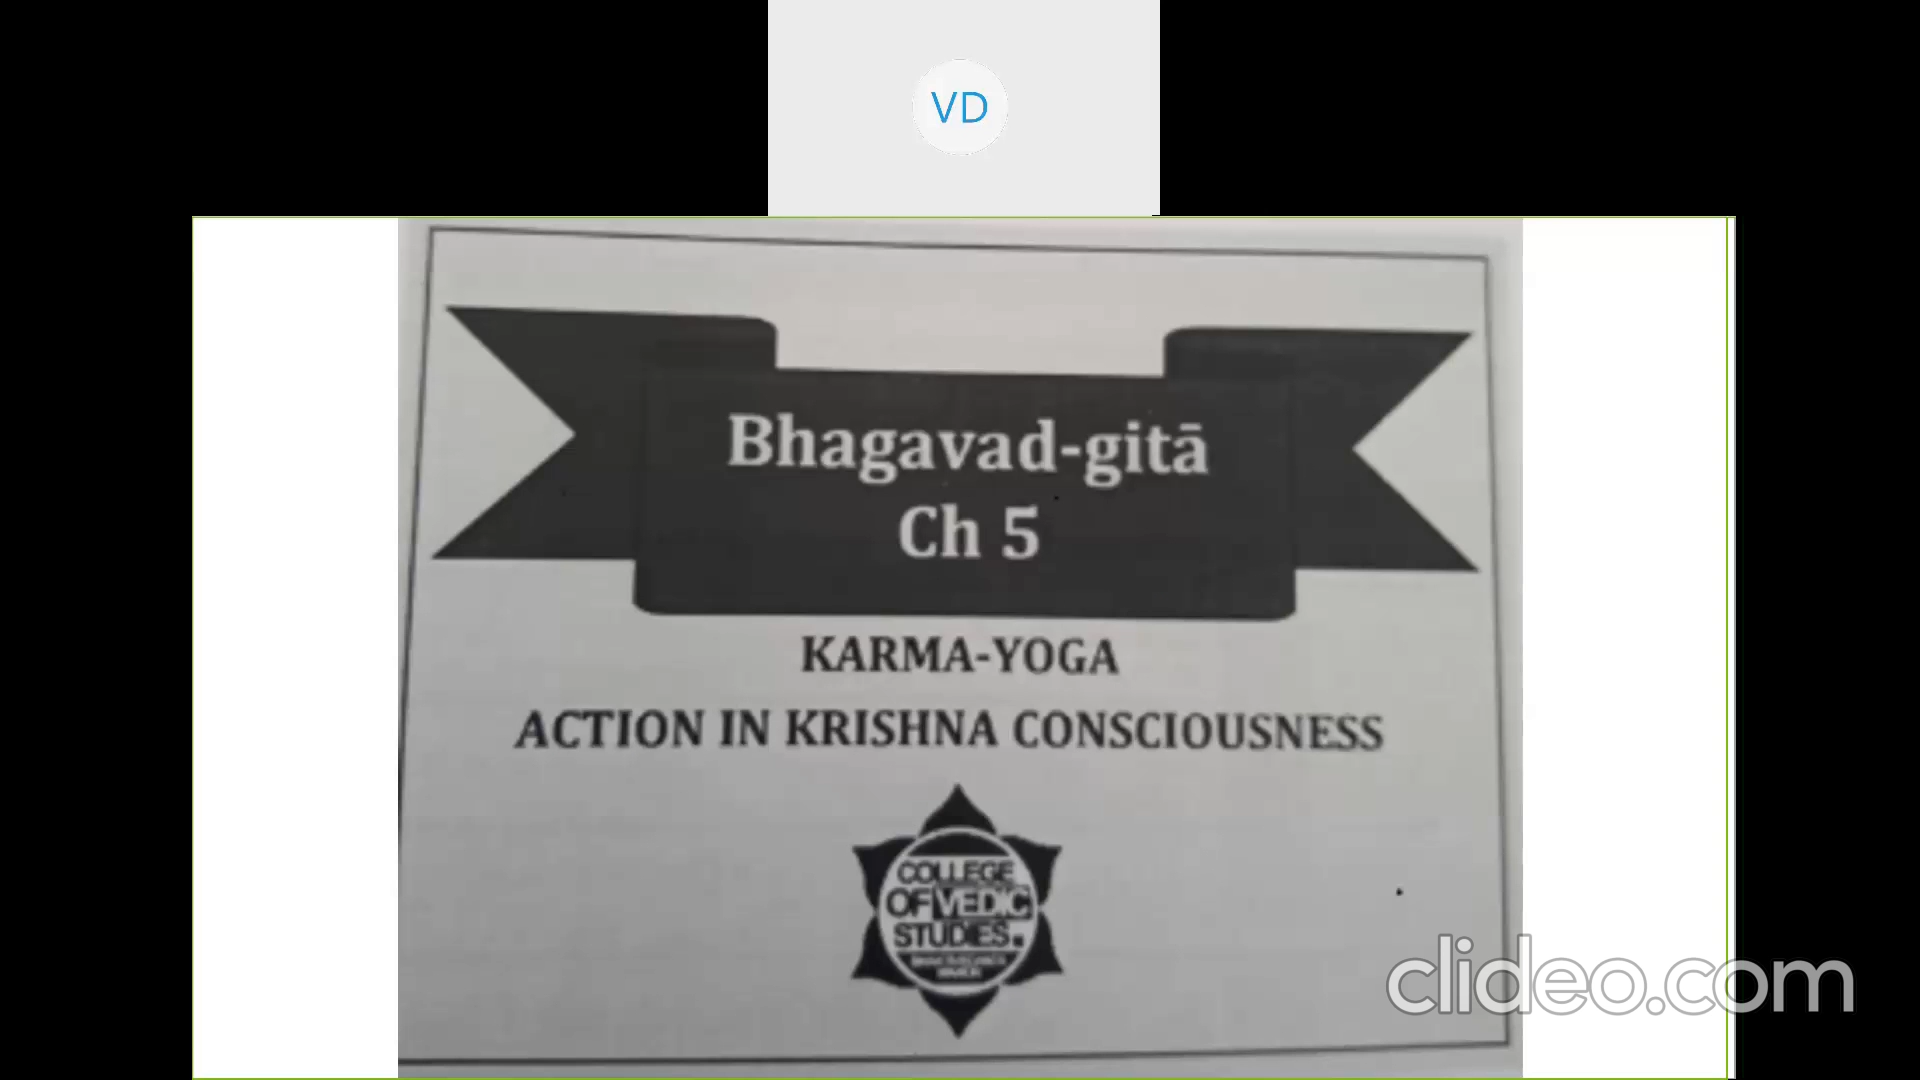 VD
Bhagavad-gitā
Ch 5
KARMA-YOGA
ACTION IN KRISHNA CONSCIOUSNESS
COLLEGE
OF VEDIC
STUDIES.
clideo.com